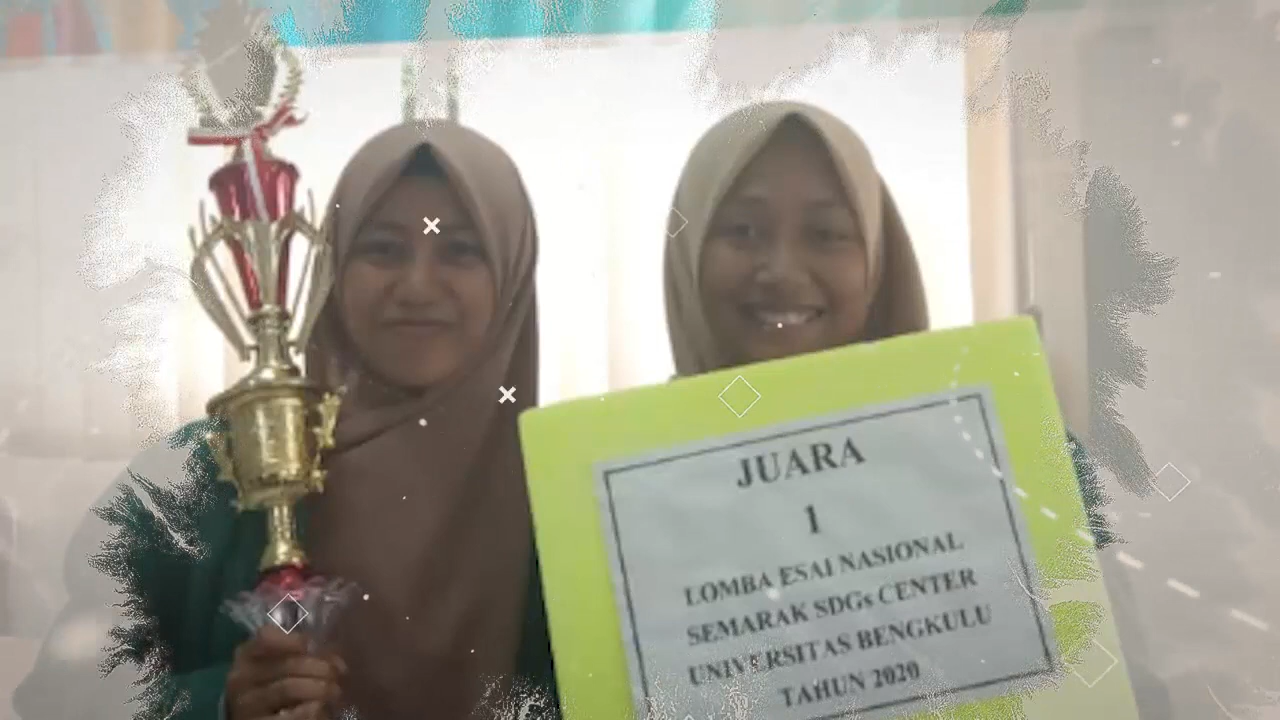 JUARA
1
LOMBA ESAI NASIONAL
SEMARAK SDGs CENTER
UNIVERSITAS BENGKULU
TAHUN 2020